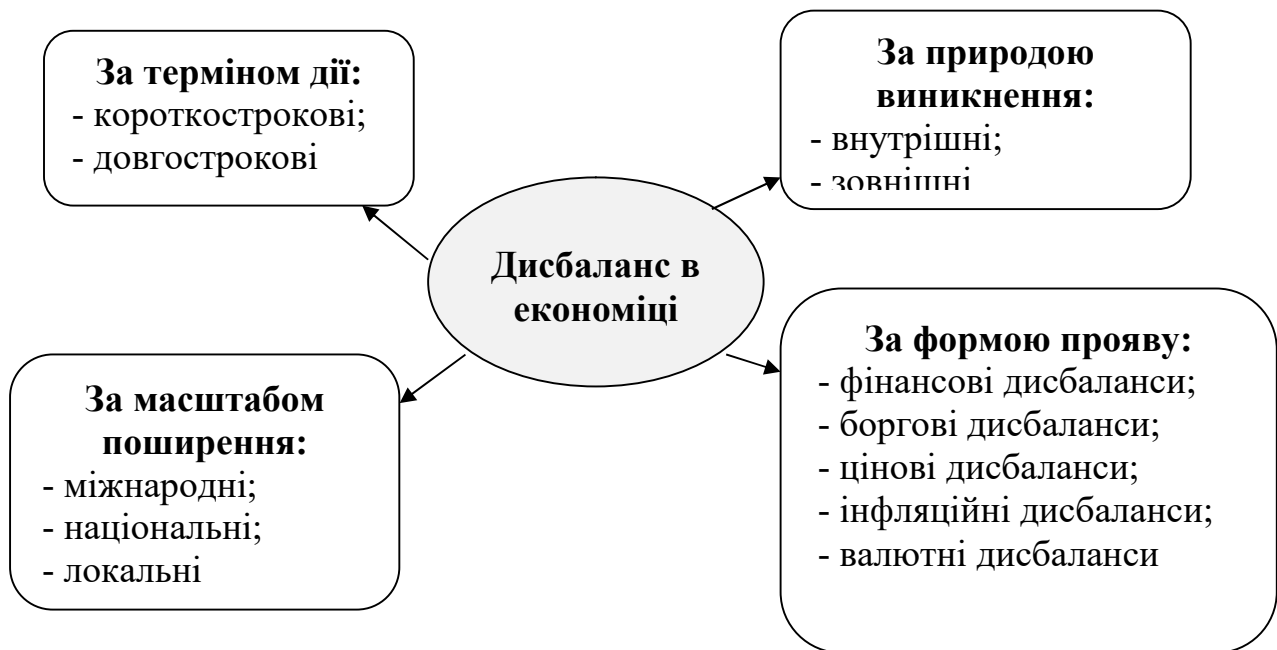 За терміном дії:
- короткострокові;
- довгострокові
За природою
виникнення:
- внутрішні;
- зовнішні
Дисбаланс в
економіці
За масштабом
поширення:
- міжнародні;
- національні;
- локальні
За формою прояву:
- фінансові дисбаланси;
- боргові дисбаланси;
- цінові дисбаланси;
- інфляційні дисбаланси;
- валютні дисбаланси